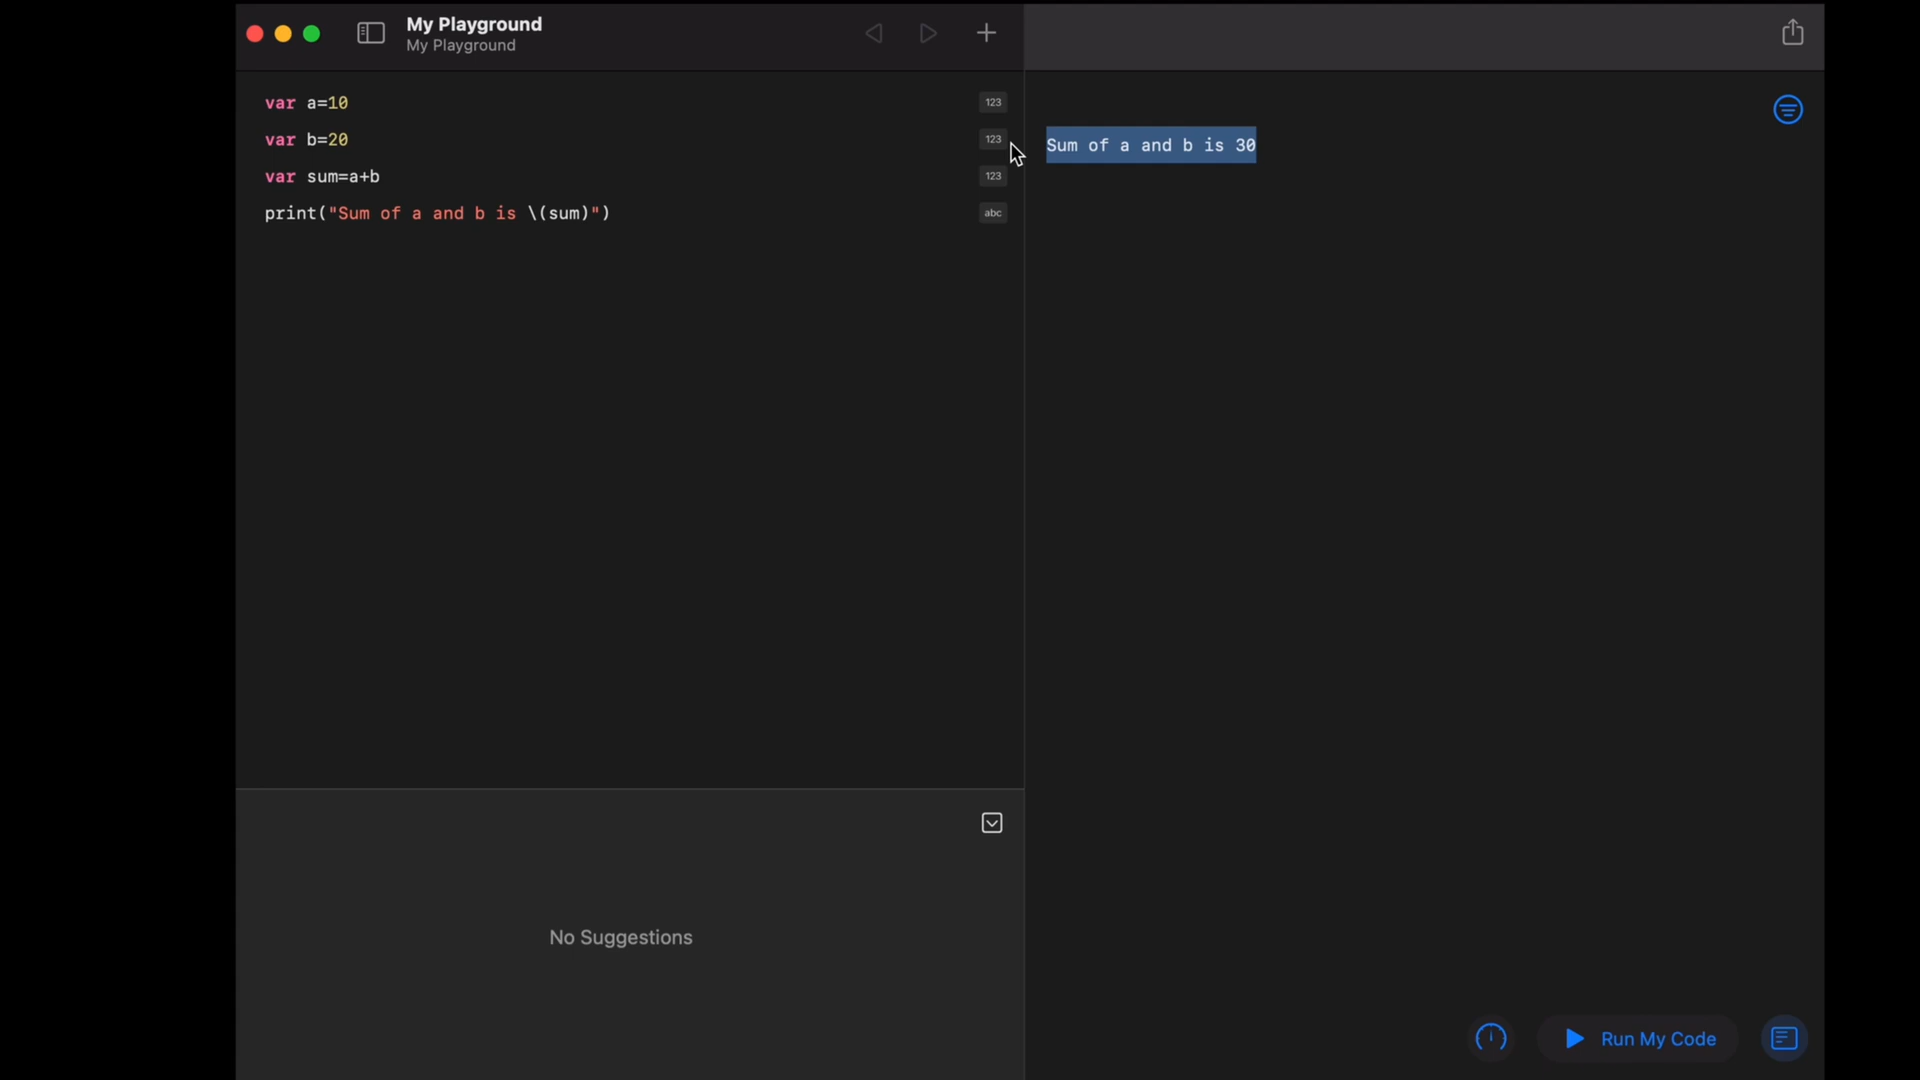 My Playground
My Playground
var a=10
123
var b=20
123
var sum=a+b
123
print("Sum of a and b is \(sum)")
abc
Sum of a and b is 30
No Suggestions
Run My Code